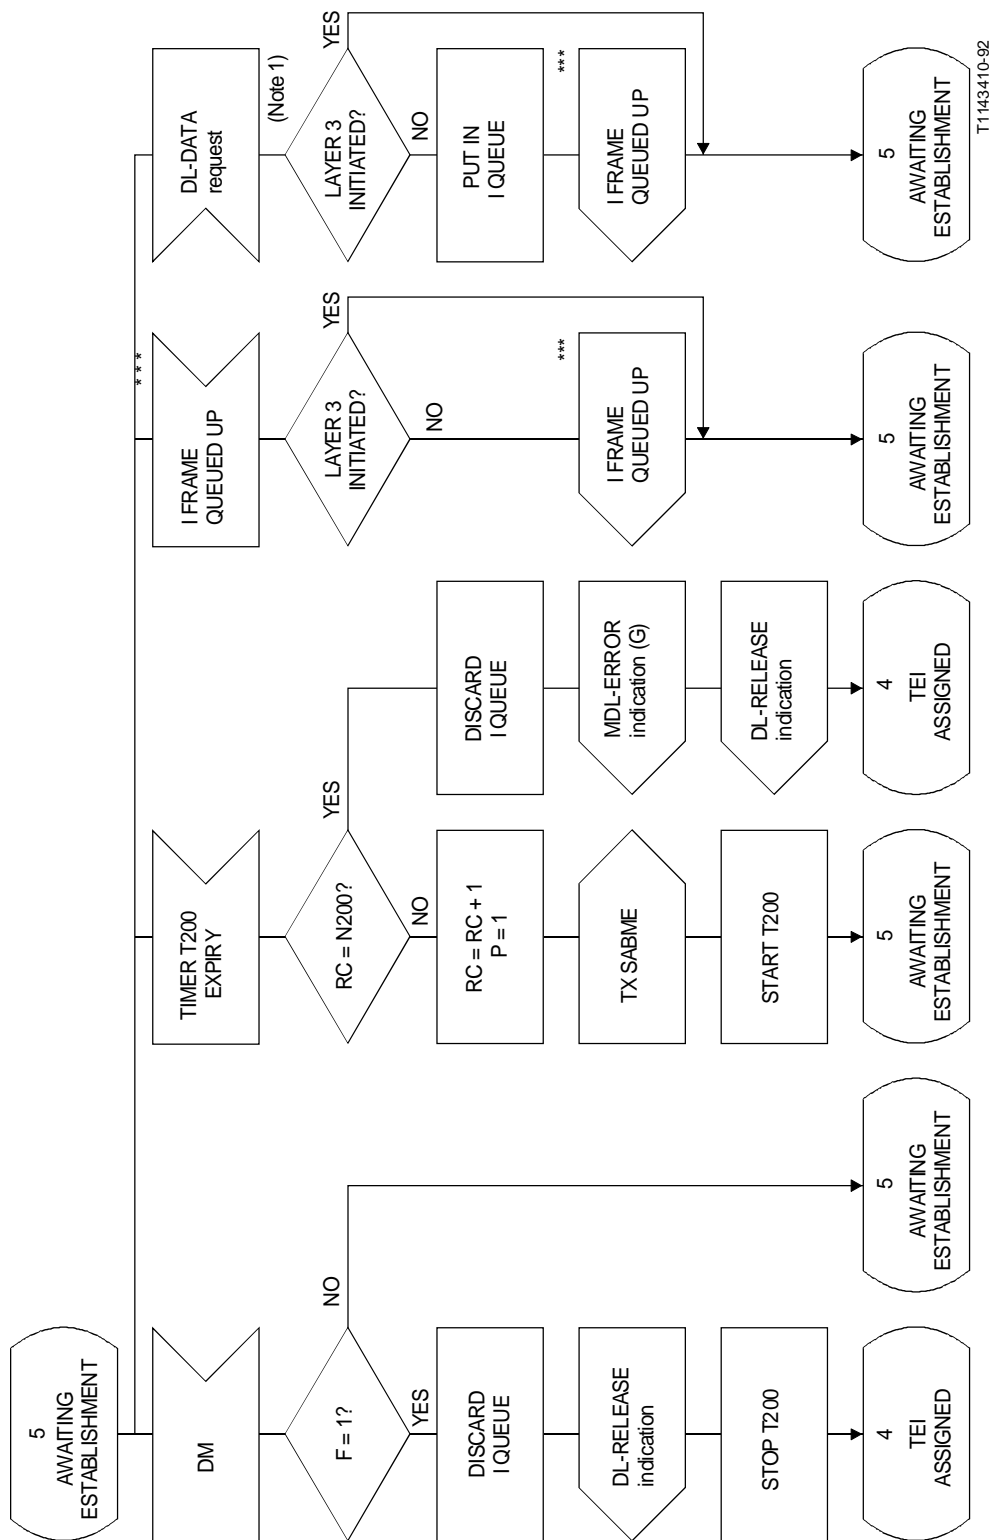 5
AWAITING
ESTABLISHMENT
DM
F = 1?
NO
YES
DISCARD
I QUEUE
DL-RELEASE
indication
STOP T200
4
TEI
ASSIGNED
5
AWAITING
ESTABLISHMENT
TIMER T200
EXPIRY
RC = N200?
YES
NO
RC = RC + 1
P = 1
TX SABME
START T200
5
AWAITING
ESTABLISHMENT
DISCARD
I QUEUE
MDL-ERROR
indication (G)
DL-RELEASE
indication
4
TEI
ASSIGNED
***
I FRAME
QUEUED UP
LAYER 3
INITIATED?
YES
NO
***
I FRAME
QUEUED UP
5
AWAITING
ESTABLISHMENT
DL-DATA
request
(Note 1)
LAYER 3
INITIATED?
YES
NO
PUT IN
I QUEUE
***
I FRAME
QUEUED UP
5
AWAITING
ESTABLISHMENT
T1143410-92